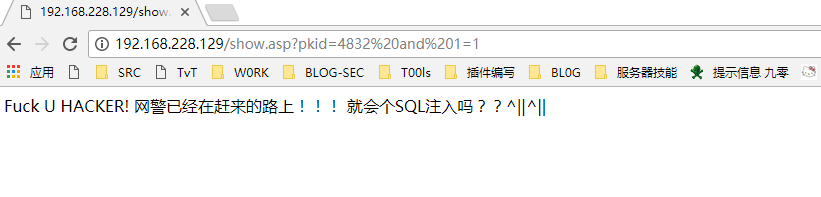 192.168.228.129/show.
192.168.228.129/show.asp?pkid=4832%20and%201=1
应用 SRC TvT W0RK BLOG-SEC T00ls 插件编写 BL0G 服务器技能 提示信息 九零
Fuck U HACKER! 网警已经在赶来的路上！！！ 就会个SQL注入吗？？^||^||